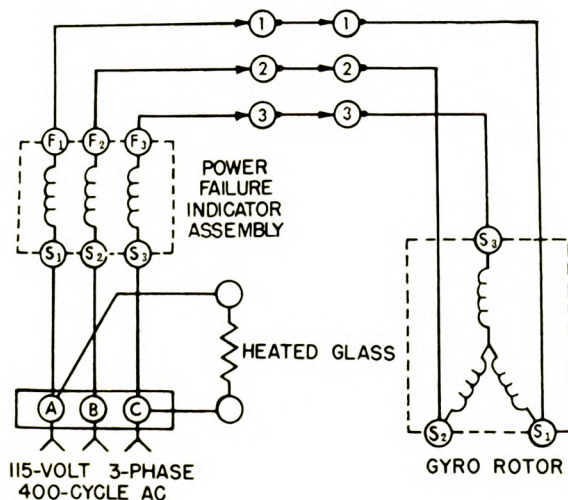 1 1
2 2
3 3
F1 F2 F3
POWER
FAILURE
INDICATOR
ASSEMBLY
S1 S2 S3
S3
HEATED GLASS
A B C
S2 S1
115-VOLT 3-PHASE
400-CYCLE AC
GYRO ROTOR